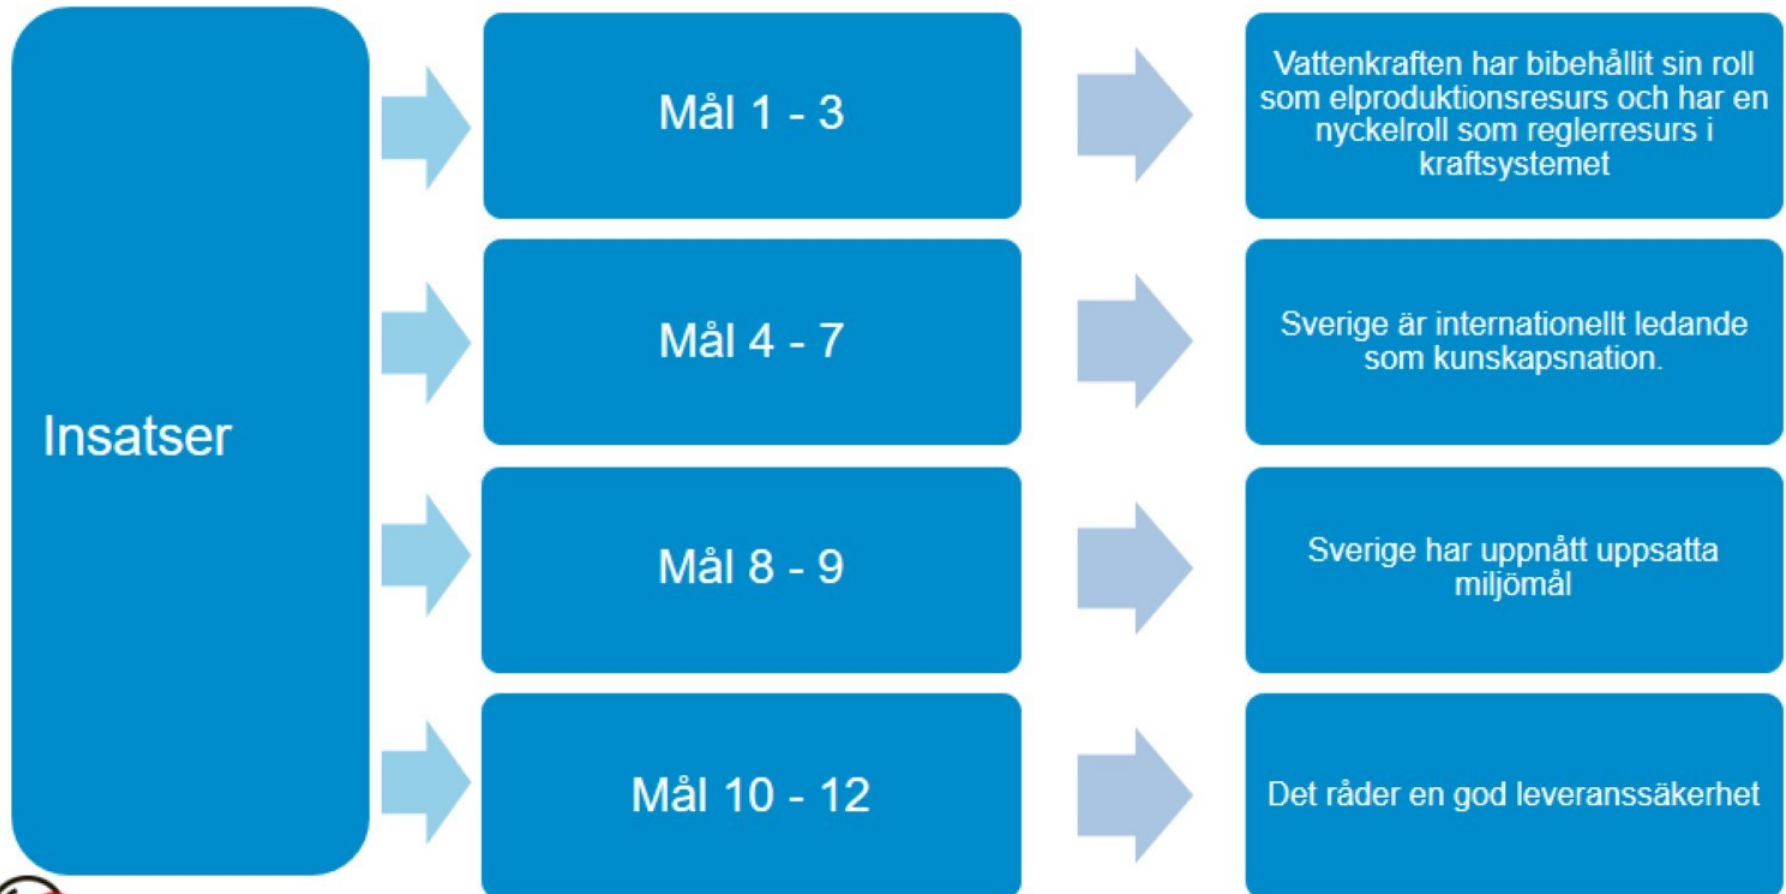 Insatser
Mål 1 - 3
Vattenkraften har bibehållit sin roll
som elproduktionsresurs och har en
nyckelroll som reglerresurs i
kraftsystemet
Mål 4 - 7
Sverige är internationellt ledande
som kunskapsnation.
Mål 8 - 9
Sverige har uppnått uppsatta
miljömål
Mål 10 - 12
Det råder en god leveranssäkerhet